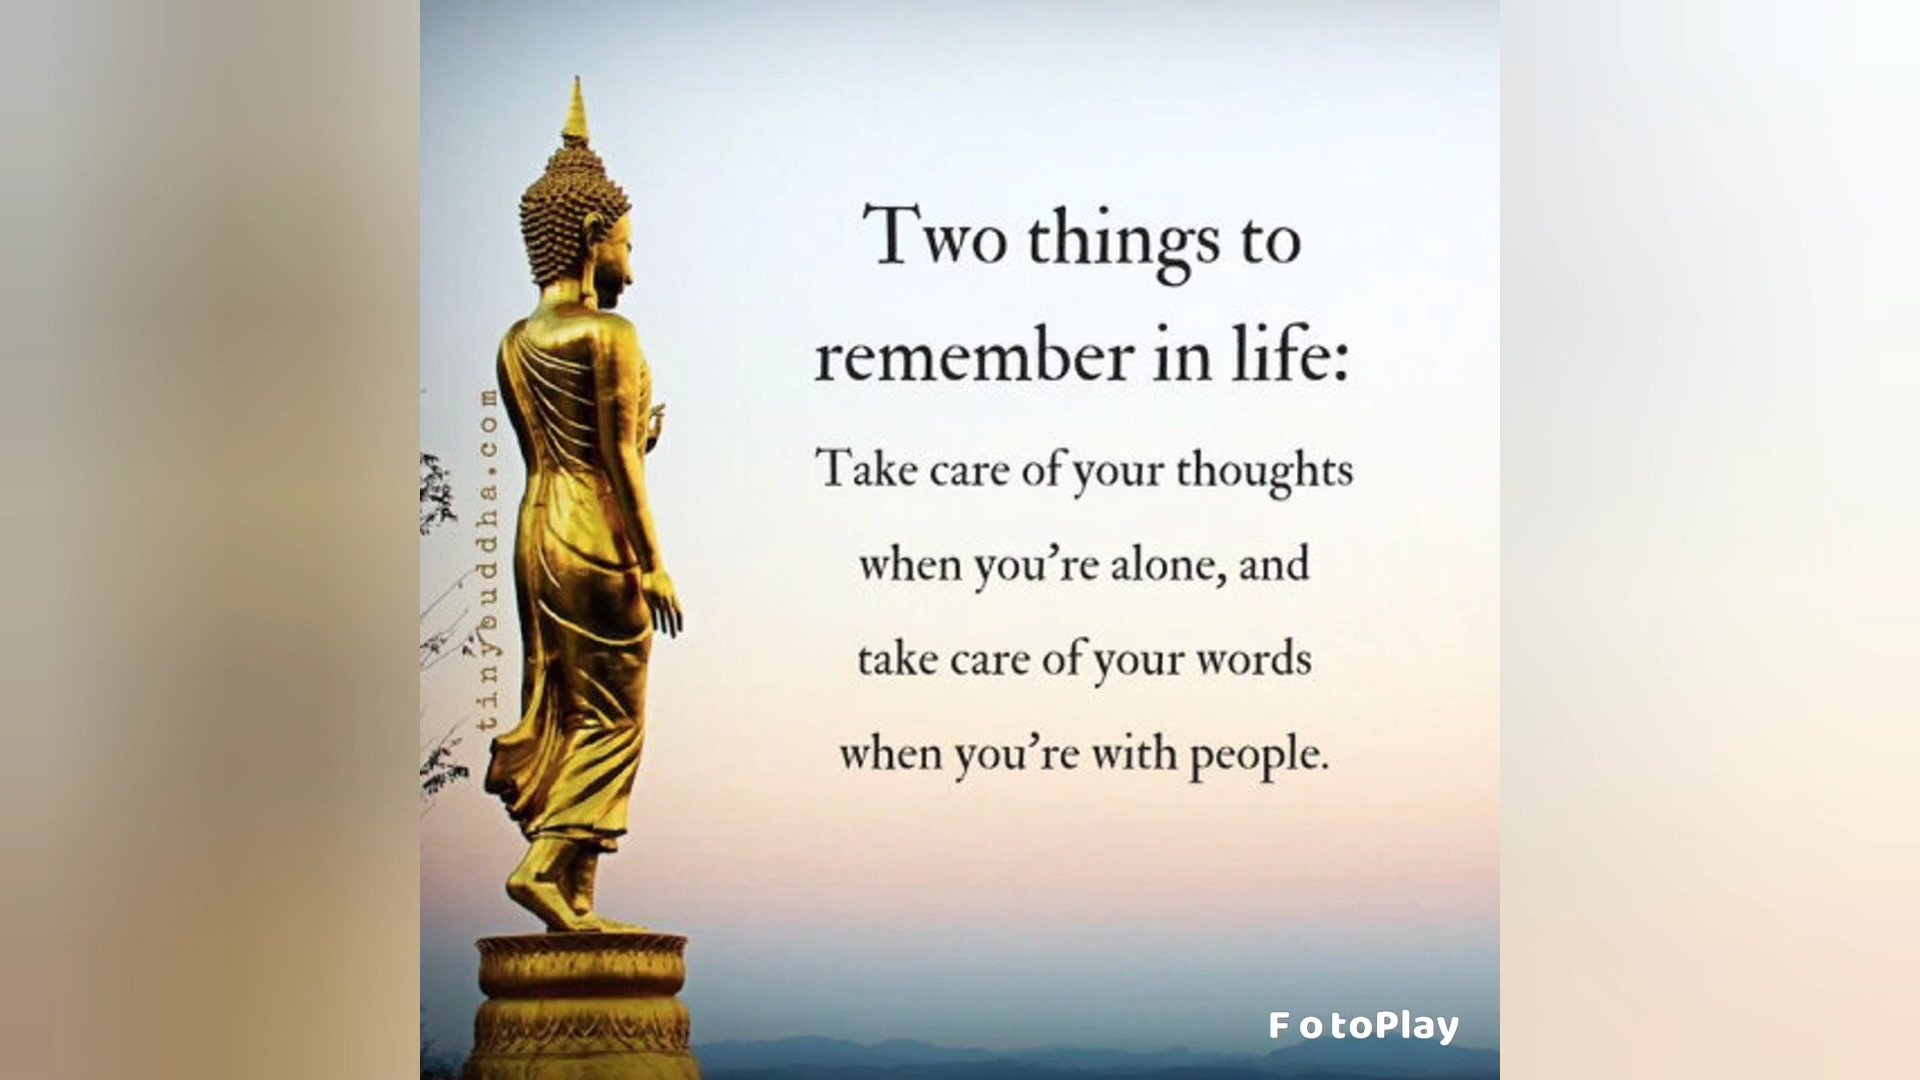 Two things to
remember in life:
Take care of your thoughts
when you're alone, and
take care of your words
when you're with people.
tinybuddha.com
FotoPlay